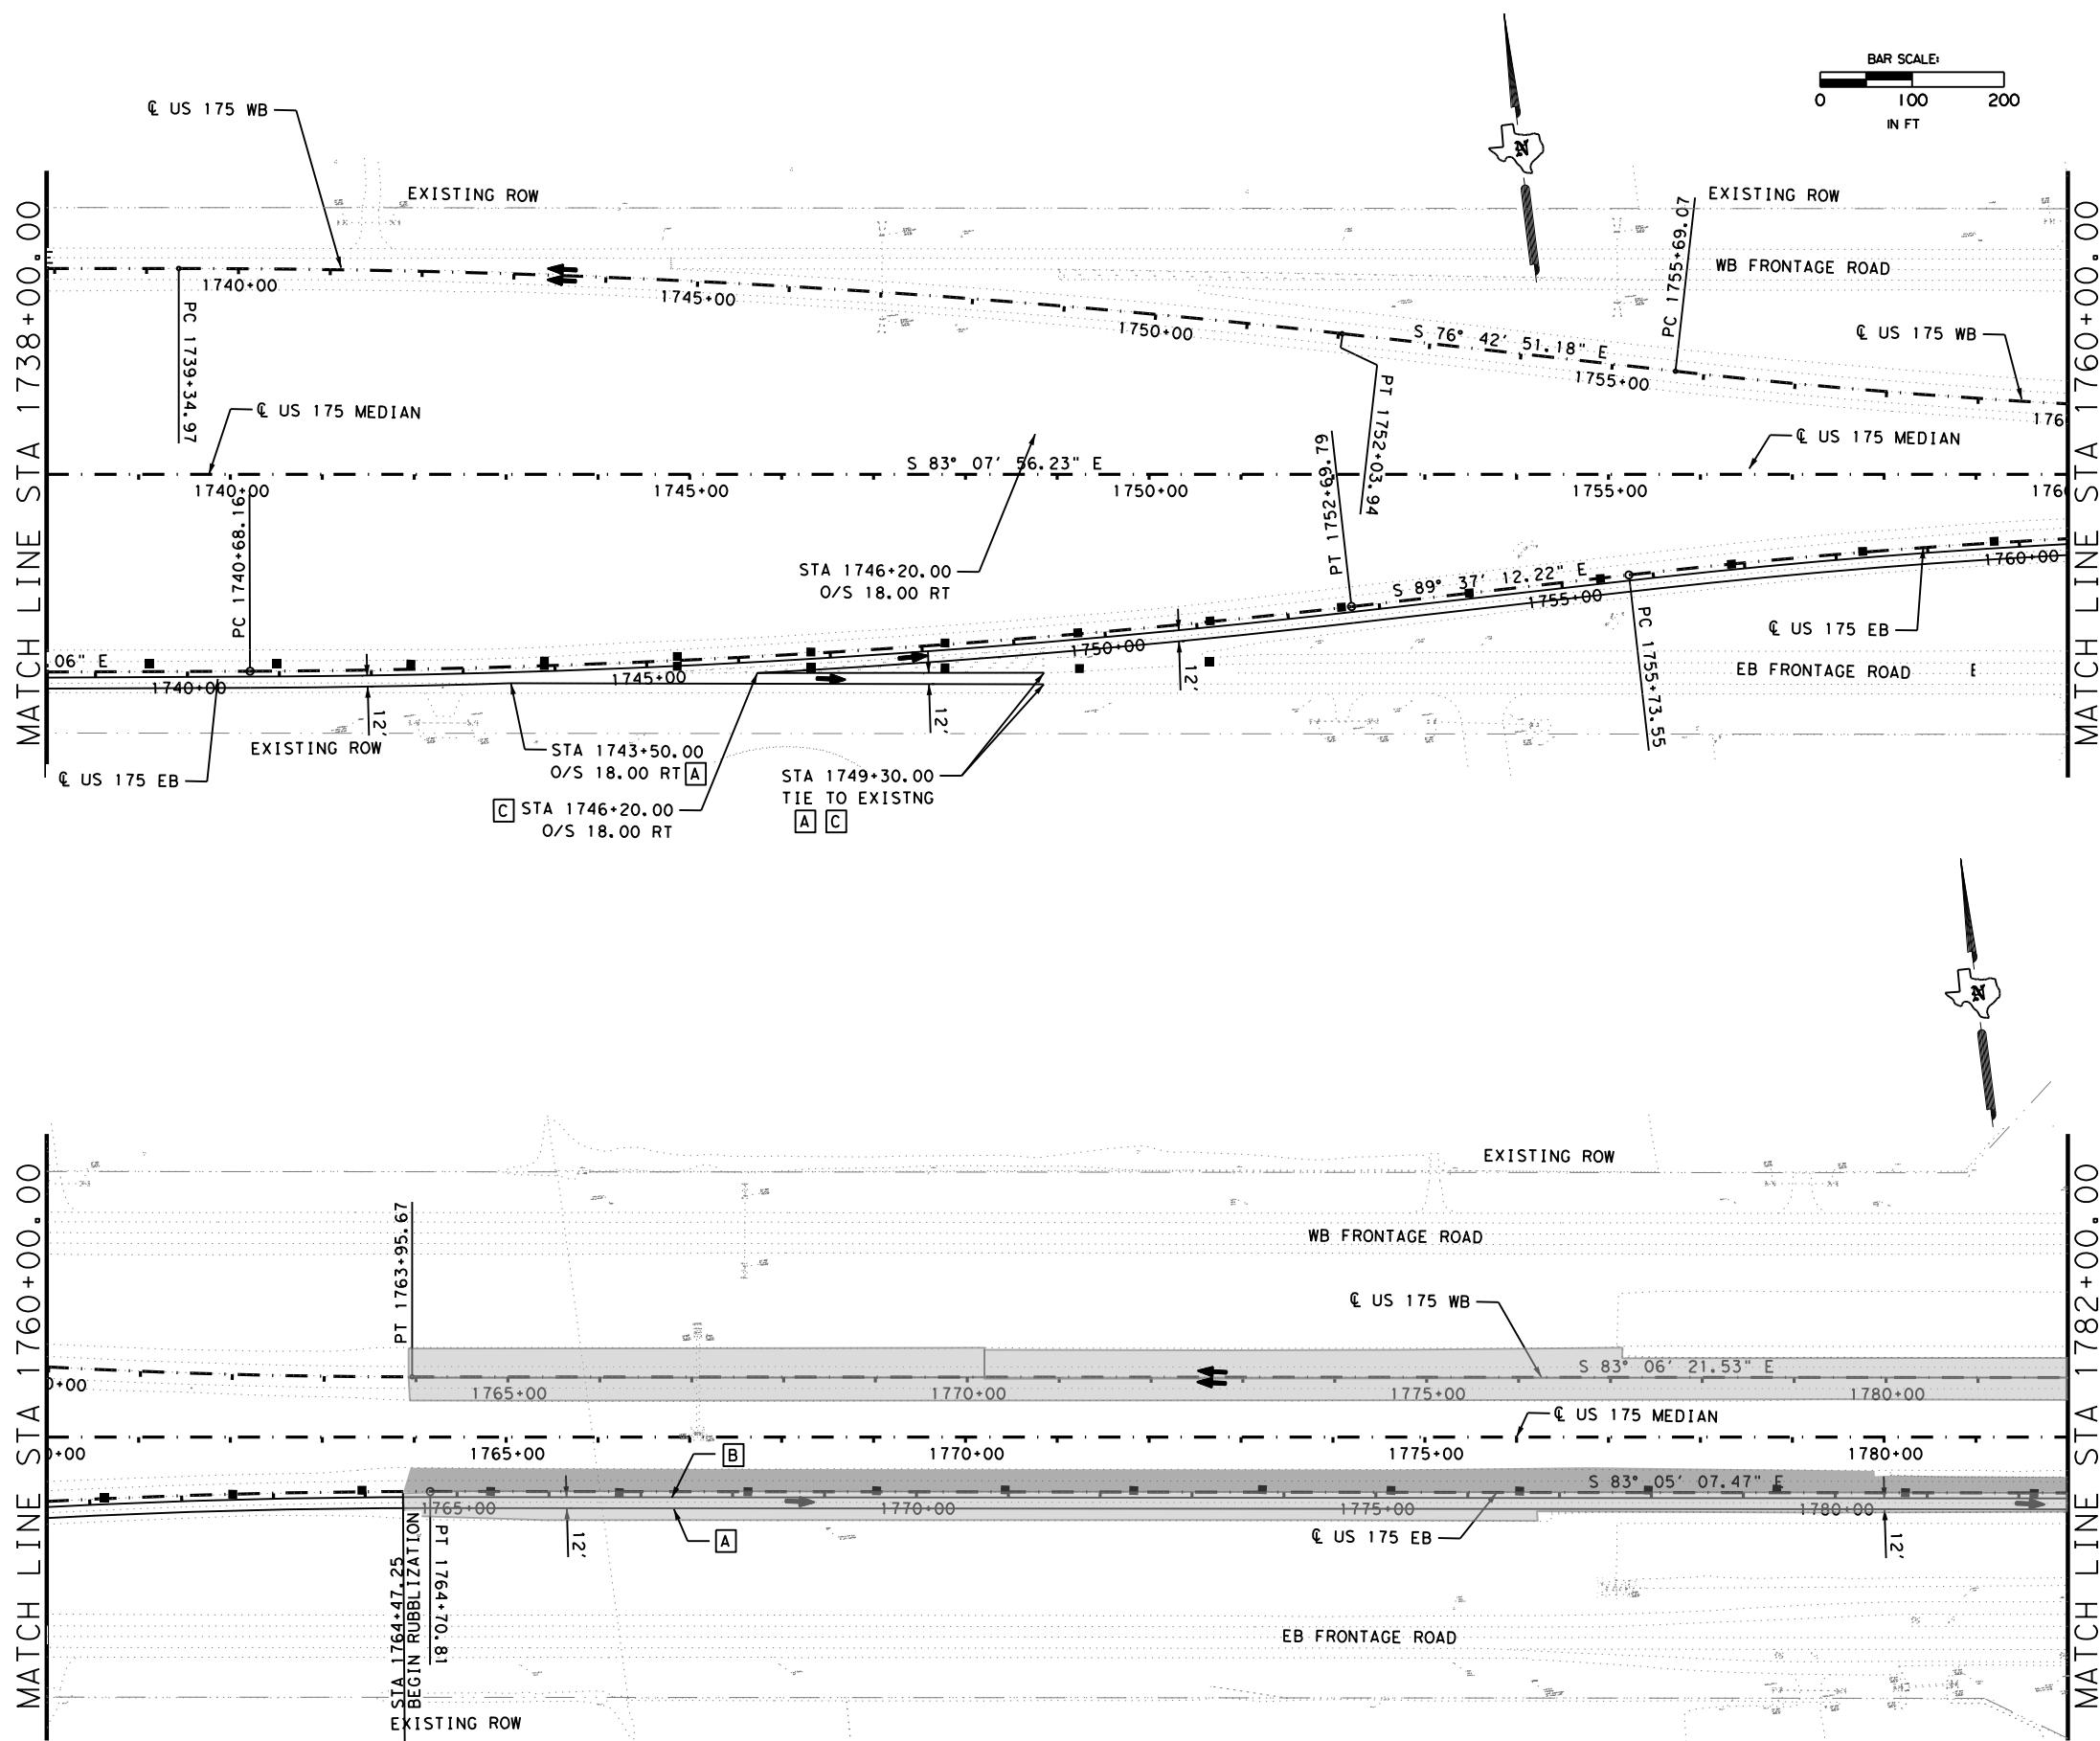 BAR SCALE:
0 100 200
IN FT
℄ US 175 WB
EXISTING ROW
EXISTING ROW
WB FRONTAGE ROAD
PC 1755+69.07
MATCH LINE STA 1738+00.00
MATCH LINE STA 1760+00.00
1740+00
1745+00
1750+00
S 76° 42' 51.18" E
1755+00
℄ US 175 WB
176
PC 1739+34.97
PT 1752+03.94
℄ US 175 MEDIAN
℄ US 175 MEDIAN
S 83° 07' 56.23" E
1740+00
1745+00
1750+00
1755+00
1760
PC 1740+68.16
PT 1752+69.79
STA 1746+20.00
O/S 18.00 RT
S 89° 37' 12.22" E
1755+00
1760+00
PC 1755+73.55
℄ US 175 EB
EB FRONTAGE ROAD
E
06" E
1740+00
1745+00
1750+00
12'
12'
12'
EXISTING ROW
℄ US 175 EB
STA 1743+50.00
O/S 18.00 RT A
C STA 1746+20.00
O/S 18.00 RT
STA 1749+30.00
TIE TO EXISTNG
A C
MATCH LINE STA 1760+00.00
MATCH LINE STA 1782+00.00
EXISTING ROW
WB FRONTAGE ROAD
PT 1763+95.67
℄ US 175 WB
S 83° 06' 21.53" E
0+00
1765+00
1770+00
1775+00
1780+00
℄ US 175 MEDIAN
0+00
1765+00
1770+00
1775+00
1780+00
B
S 83° 05' 07.47" E
1765+00
1770+00
1775+00
1780+00
℄ US 175 EB
A
12'
12'
STA 1764+47.25
BEGIN RUBBLIZATION
PT 1764+70.81
EB FRONTAGE ROAD
EXISTING ROW